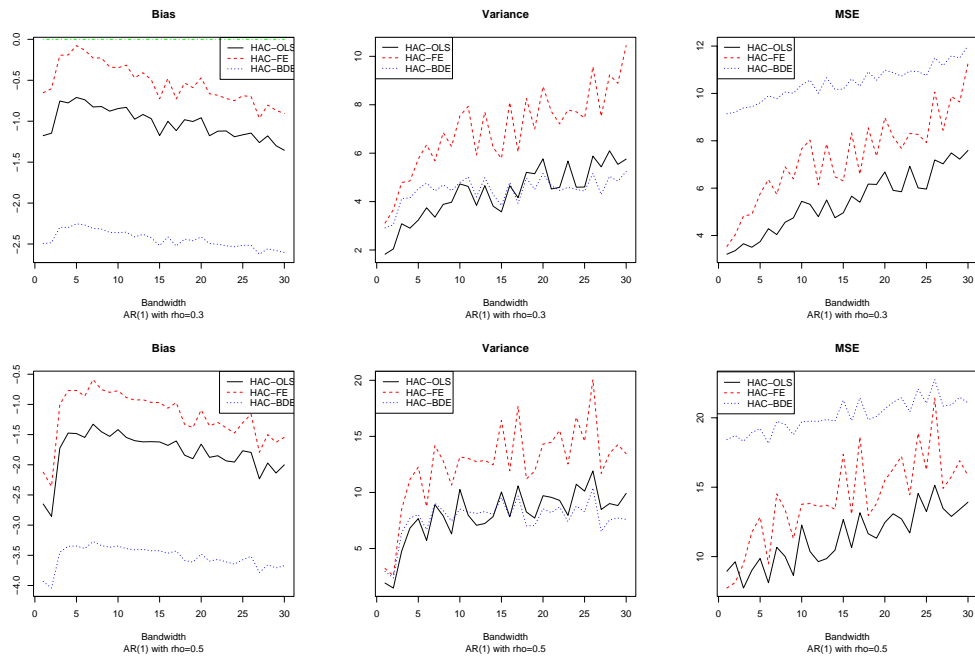 Bias
Variance
MSE
0.0
−0.5
−1.0
−1.5
−2.0
−2.5
HAC−OLS
HAC−FE
HAC−BDE
0 5 10 15 20 25 30
Bandwidth
AR(1) with rho=0.3
10
8
6
4
2
HAC−OLS
HAC−FE
HAC−BDE
0 5 10 15 20 25 30
Bandwidth
AR(1) with rho=0.3
12
10
8
6
4
HAC−OLS
HAC−FE
HAC−BDE
0 5 10 15 20 25 30
Bandwidth
AR(1) with rho=0.3
Bias
Variance
MSE
−0.5
−1.0
−1.5
−2.0
−2.5
−3.0
−3.5
−4.0
HAC−OLS
HAC−FE
HAC−BDE
0 5 10 15 20 25 30
Bandwidth
AR(1) with rho=0.5
20
15
10
5
HAC−OLS
HAC−FE
HAC−BDE
0 5 10 15 20 25 30
Bandwidth
AR(1) with rho=0.5
20
15
10
HAC−OLS
HAC−FE
HAC−BDE
0 5 10 15 20 25 30
Bandwidth
AR(1) with rho=0.5